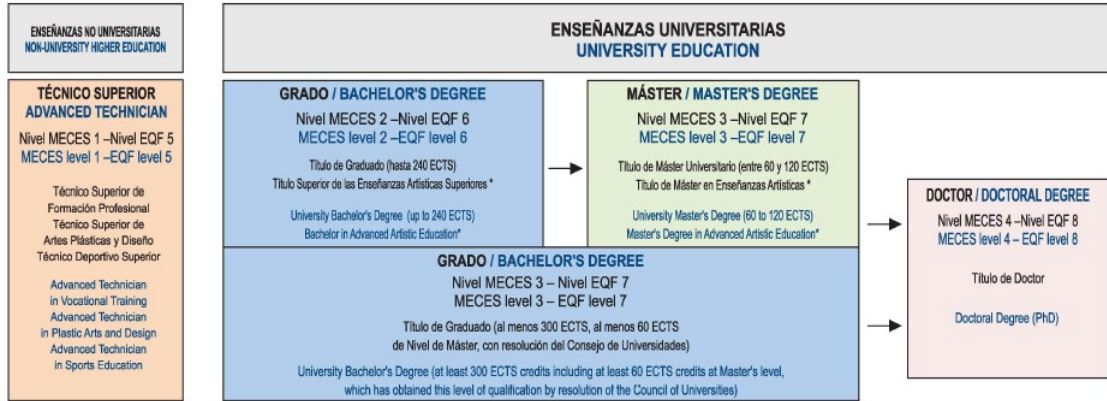 ENSEÑANZAS NO UNIVERSITARIAS
NON-UNIVERSITY HIGHER EDUCATION
TÉCNICO SUPERIOR
ADVANCED TECHNICIAN
Nivel MECES 1 –Nivel EQF 5
MECES level 1 –EQF level 5
Técnico Superior de
Formación Profesional
Técnico Superior de
Artes Plásticas y Diseño
Técnico Deportivo Superior
Advanced Technician
in Vocational Training
Advanced Technician
in Plastic Arts and Design
Advanced Technician
in Sports Education
ENSEÑANZAS UNIVERSITARIAS
UNIVERSITY EDUCATION
GRADO / BACHELOR'S DEGREE
Nivel MECES 2 –Nivel EQF 6
MECES level 2 –EQF level 6
Título de Graduado (hasta 240 ECTS)
Título Superior de las Enseñanzas Artísticas Superiores *
University Bachelor's Degree (up to 240 ECTS)
Bachelor in Advanced Artistic Education*
MÁSTER / MASTER'S DEGREE
Nivel MECES 3 –Nivel EQF 7
MECES level 3 –EQF level 7
Título de Máster Universitario (entre 60 y 120 ECTS)
Título de Máster en Enseñanzas Artísticas *
University Master's Degree (60 to 120 ECTS)
Master's Degree in Advanced Artistic Education*
GRADO / BACHELOR'S DEGREE
Nivel MECES 3 – Nivel EQF 7
MECES level 3 – EQF level 7
Título de Graduado (al menos 300 ECTS, al menos 60 ECTS
de Nivel de Máster, con resolución del Consejo de Universidades)
University Bachelor's Degree (at least 300 ECTS credits including at least 60 ECTS credits at Master's level,
which has obtained this level of qualification by resolution of the Council of Universities)
DOCTOR / DOCTORAL DEGREE
Nivel MECES 4 –Nivel EQF 8
MECES level 4 – EQF level 8
Título de Doctor
Doctoral Degree (PhD)